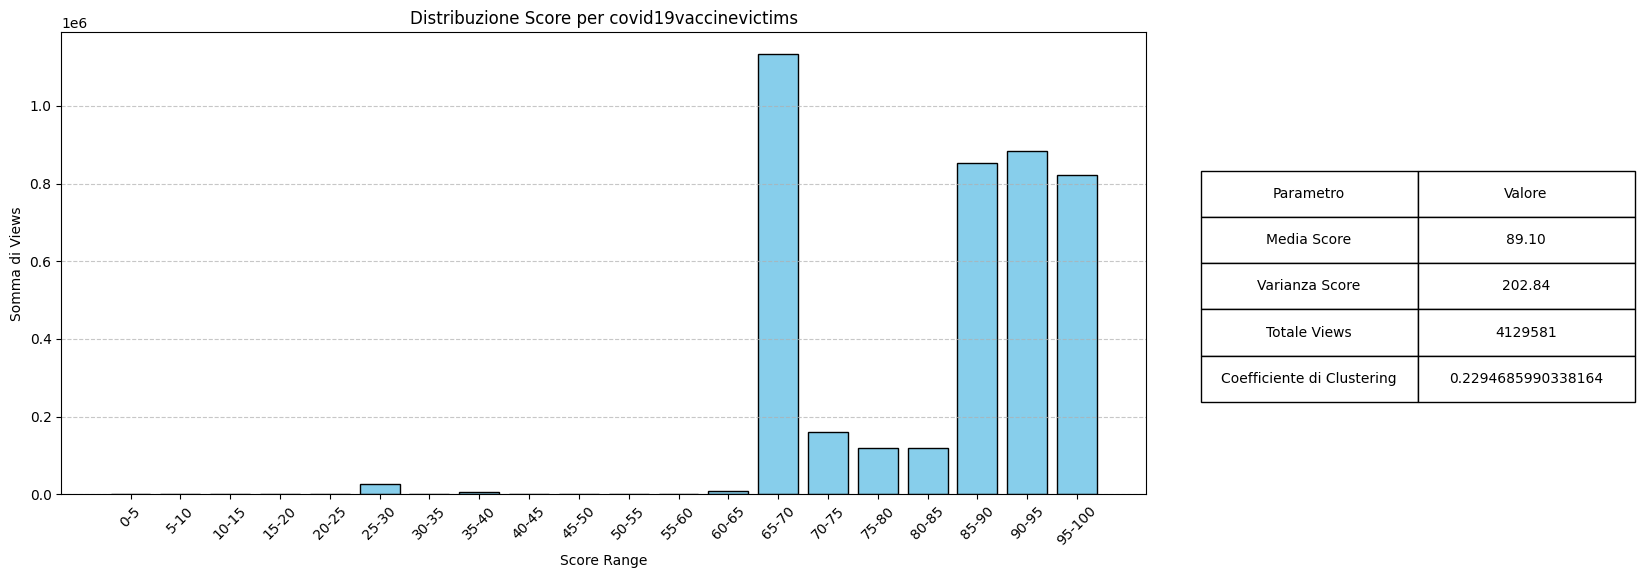 Distribuzione Score per covid19vaccinevictims
1e6
1.0
0.8
0.6
0.4
0.2
0.0
Somma di Views
0-5
5-10
10-15
15-20
20-25
25-30
30-35
35-40
40-45
45-50
50-55
55-60
60-65
65-70
70-75
75-80
80-85
85-90
90-95
95-100
Score Range
Parametro Valore
Media Score 89.10
Varianza Score 202.84
Totale Views 4129581
Coefficiente di Clustering 0.2294685990338164